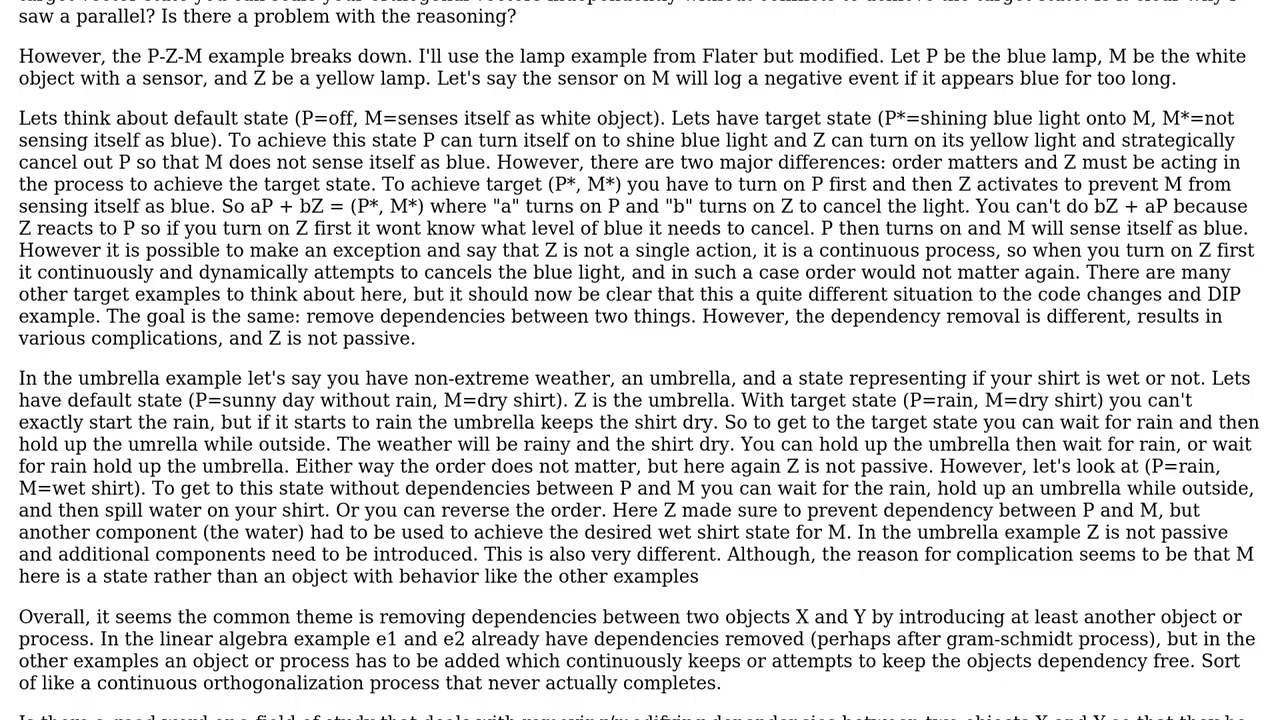 saw a parallel? Is there a problem with the reasoning?
However, the P-Z-M example breaks down. I'll use the lamp example from Flater but modified. Let P be the blue lamp, M be the white
object with a sensor, and Z be a yellow lamp. Let's say the sensor on M will log a negative event if it appears blue for too long.
Lets think about default state (P=off, M=senses itself as white object). Lets have target state (P*=shining blue light onto M, M*=not
sensing itself as blue). To achieve this state P can turn itself on to shine blue light and Z can turn on its yellow light and strategically
cancel out P so that M does not sense itself as blue. However, there are two major differences: order matters and Z must be acting in
the process to achieve the target state. To achieve target (P*, M*) you have to turn on P first and then Z activates to prevent M from
sensing itself as blue. So aP + bZ = (P*, M*) where "a" turns on P and "b" turns on Z to cancel the light. You can't do bZ + aP because
Z reacts to P so if you turn on Z first it wont know what level of blue it needs to cancel. P then turns on and M will sense itself as blue.
However it is possible to make an exception and say that Z is not a single action, it is a continuous process, so when you turn on Z first
it continuously and dynamically attempts to cancels the blue light, and in such a case order would not matter again. There are many
other target examples to think about here, but it should now be clear that this a quite different situation to the code changes and DIP
example. The goal is the same: remove dependencies between two things. However, the dependency removal is different, results in
various complications, and Z is not passive.
In the umbrella example let's say you have non-extreme weather, an umbrella, and a state representing if your shirt is wet or not. Lets
have default state (P=sunny day without rain, M=dry shirt). Z is the umbrella. With target state (P=rain, M=dry shirt) you can't
exactly start the rain, but if it starts to rain the umbrella keeps the shirt dry. So to get to the target state you can wait for rain and then
hold up the umrella while outside. The weather will be rainy and the shirt dry. You can hold up the umbrella then wait for rain, or wait
for rain hold up the umbrella. Either way the order does not matter, but here again Z is not passive. However, let's look at (P=rain,
M=wet shirt). To get to this state without dependencies between P and M you can wait for the rain, hold up an umbrella while outside,
and then spill water on your shirt. Or you can reverse the order. Here Z made sure to prevent dependency between P and M, but
another component (the water) had to be used to achieve the desired wet shirt state for M. In the umbrella example Z is not passive
and additional components need to be introduced. This is also very different. Although, the reason for complication seems to be that M
here is a state rather than an object with behavior like the other examples
Overall, it seems the common theme is removing dependencies between two objects X and Y by introducing at least another object or
process. In the linear algebra example e1 and e2 already have dependencies removed (perhaps after gram-schmidt process), but in the
other examples an object or process has to be added which continuously keeps or attempts to keep the objects dependency free. Sort
of like a continuous orthogonalization process that never actually completes.